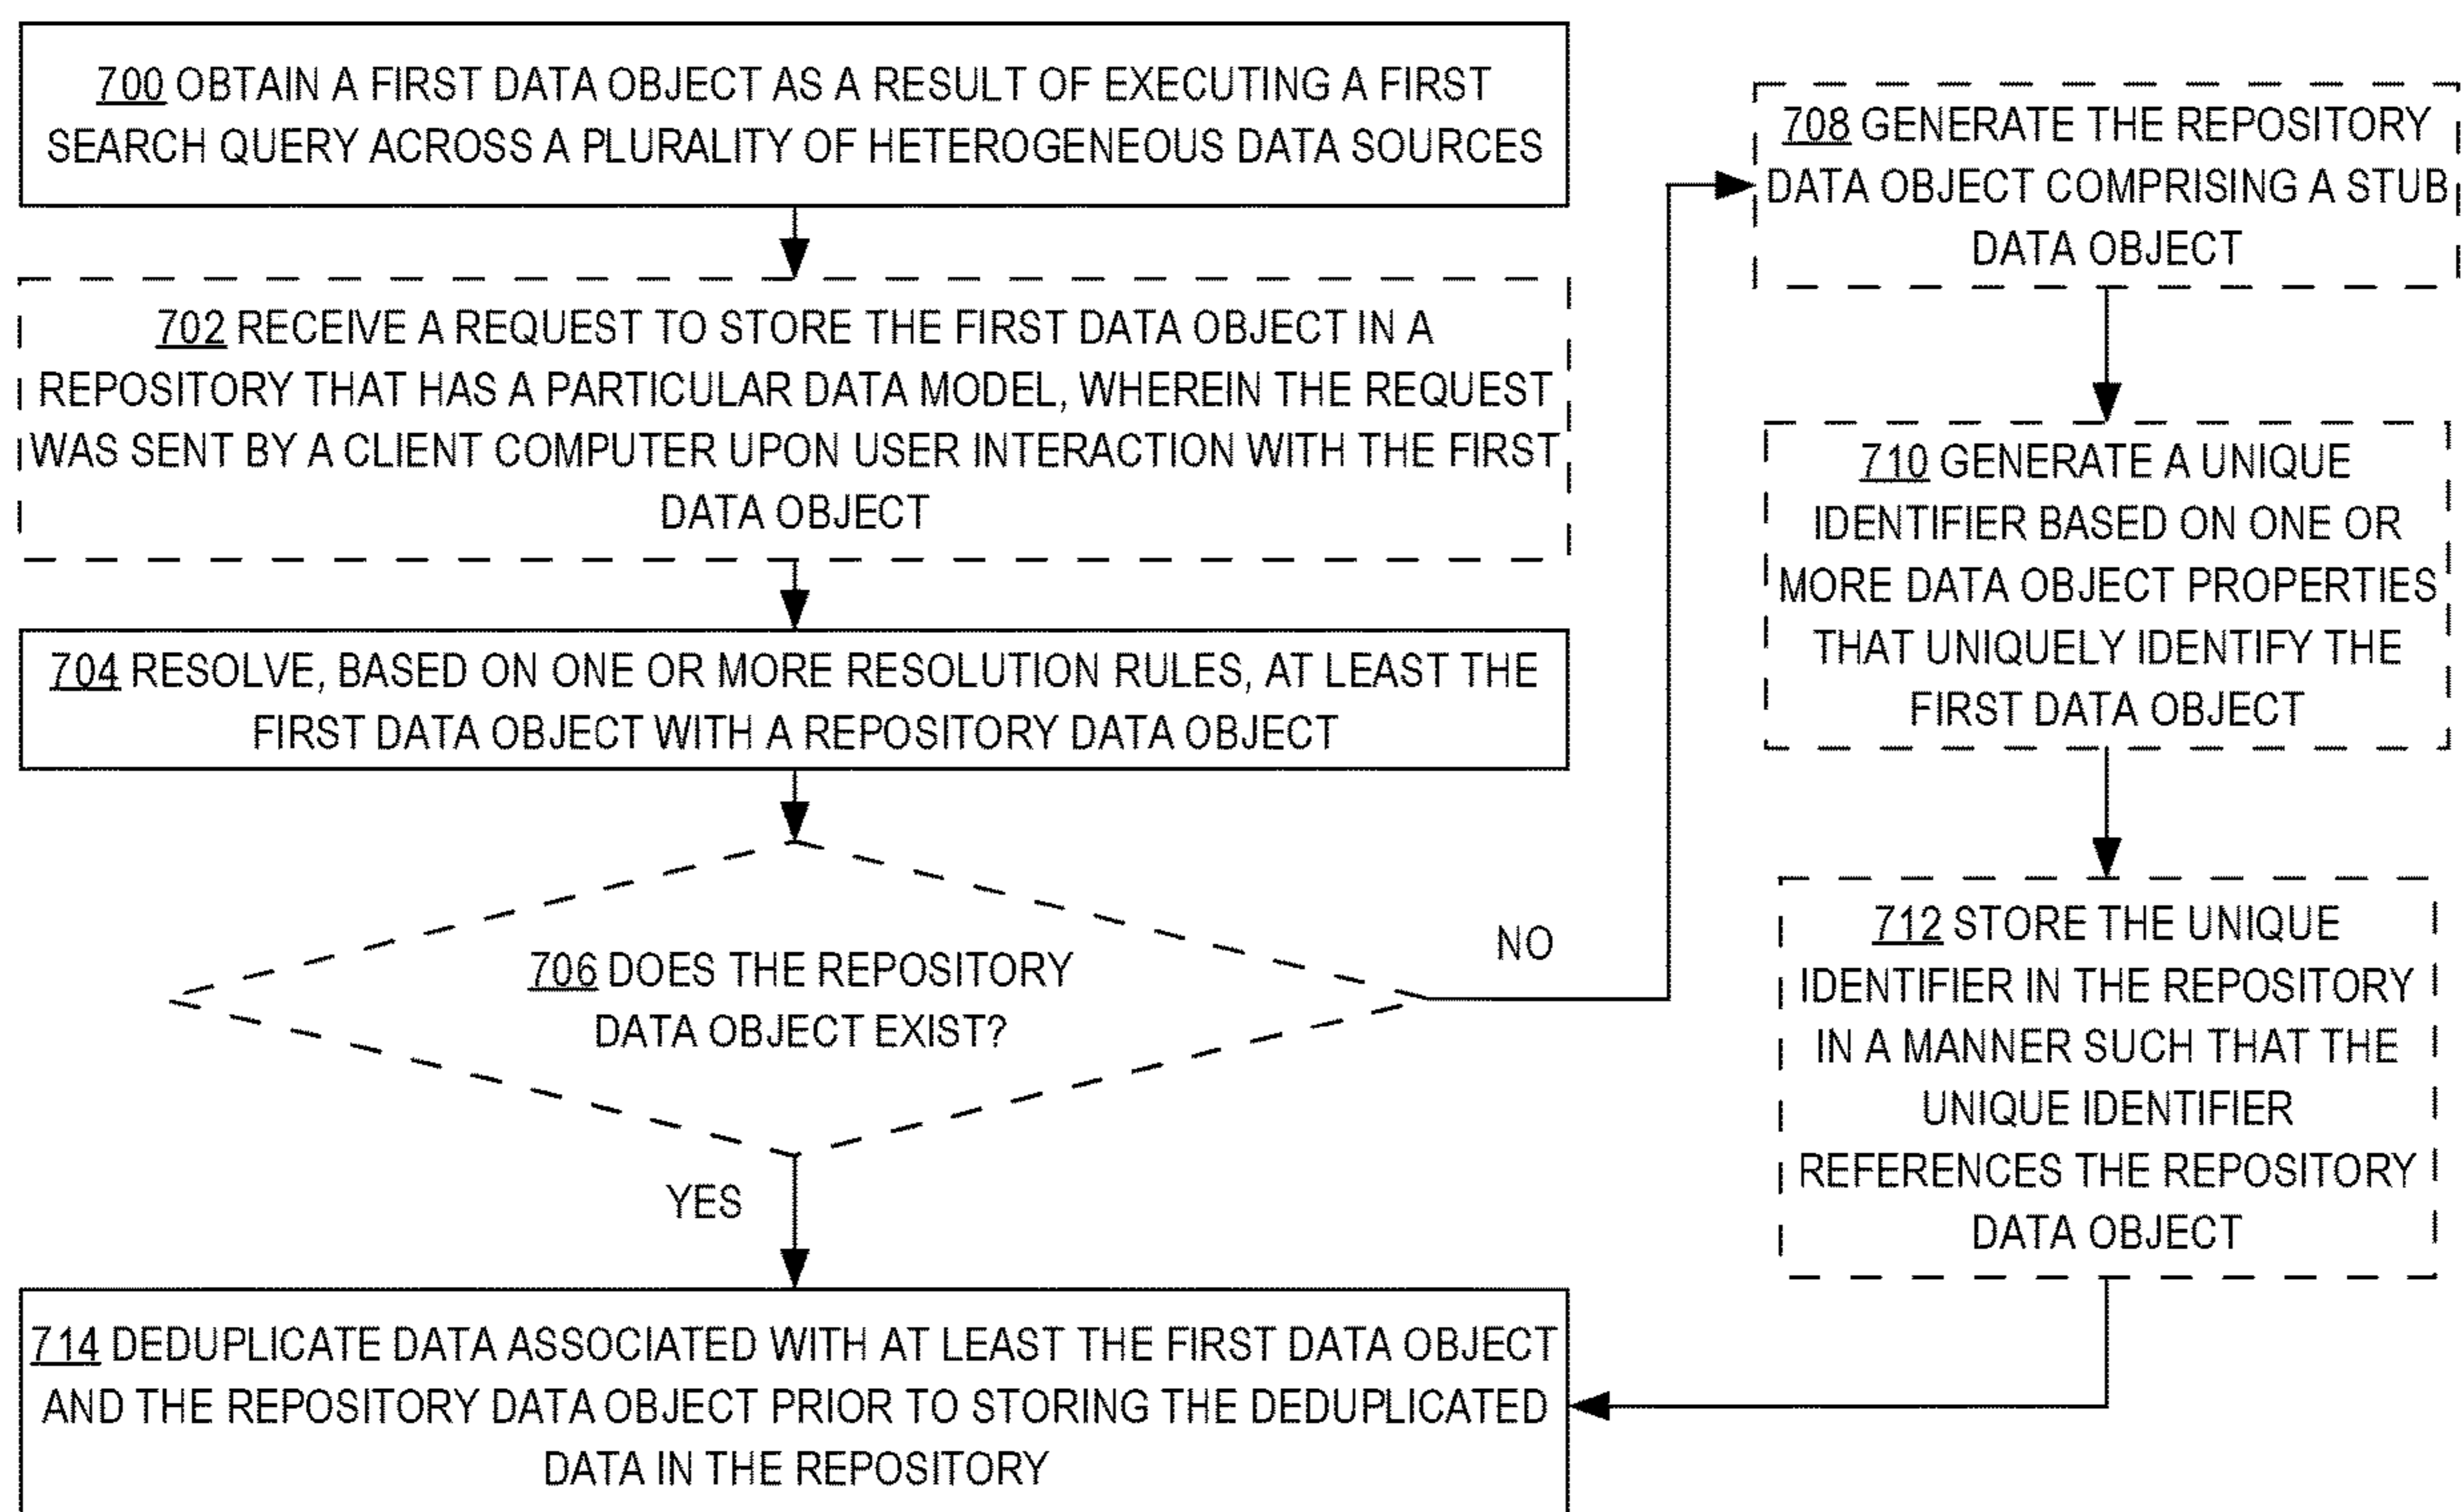 700 OBTAIN A FIRST DATA OBJECT AS A RESULT OF EXECUTING A FIRST
SEARCH QUERY ACROSS A PLURALITY OF HETEROGENEOUS DATA SOURCES
702 RECEIVE A REQUEST TO STORE THE FIRST DATA OBJECT IN A
REPOSITORY THAT HAS A PARTICULAR DATA MODEL, WHEREIN THE REQUEST
WAS SENT BY A CLIENT COMPUTER UPON USER INTERACTION WITH THE FIRST
DATA OBJECT
704 RESOLVE, BASED ON ONE OR MORE RESOLUTION RULES, AT LEAST THE
FIRST DATA OBJECT WITH A REPOSITORY DATA OBJECT
706 DOES THE REPOSITORY
DATA OBJECT EXIST?
NO
YES
708 GENERATE THE REPOSITORY
DATA OBJECT COMPRISING A STUB
DATA OBJECT
710 GENERATE A UNIQUE
IDENTIFIER BASED ON ONE OR
MORE DATA OBJECT PROPERTIES
THAT UNIQUELY IDENTIFY THE
FIRST DATA OBJECT
712 STORE THE UNIQUE
IDENTIFIER IN THE REPOSITORY
IN A MANNER SUCH THAT THE
UNIQUE IDENTIFIER
REFERENCES THE REPOSITORY
DATA OBJECT
714 DEDUPLICATE DATA ASSOCIATED WITH AT LEAST THE FIRST DATA OBJECT
AND THE REPOSITORY DATA OBJECT PRIOR TO STORING THE DEDUPLICATED
DATA IN THE REPOSITORY